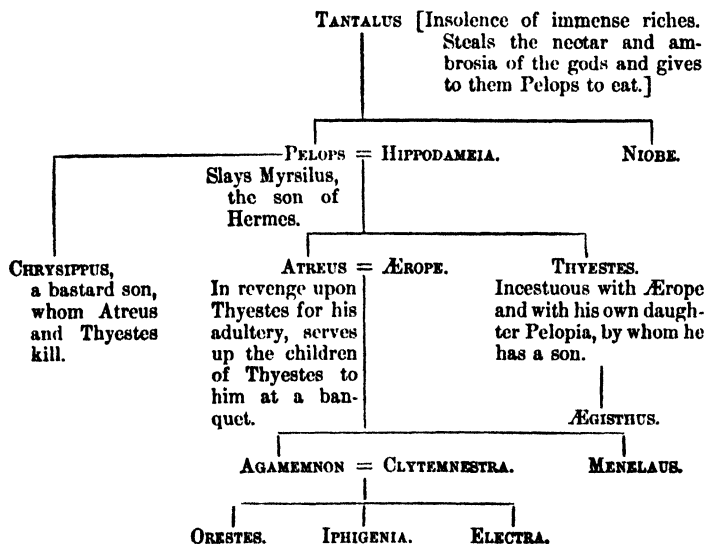 TANTALUS [Insolence of immense riches.
Steals the nectar and am-
brosia of the gods and gives
to them Pelops to eat.]
PELOPS = HIPPODAMEIA.
NIOBE.
Slays Myrsilus,
the son of
Hermes.
CHRYSIPPUS,
a bastard son,
whom Atreus
and Thyestes
kill.
ATREUS = ÆROPE.
In revenge upon
Thyestes for his
adultery, serves
up the children
of Thyestes to
him at a ban-
quet.
THYESTES.
Incestuous with Ærope
and with his own daugh-
ter Pelopia, by whom he
has a son.
ÆGISTHUS.
AGAMEMNON = CLYTEMNESTRA.
MENELAUS.
ORESTES.
IPHIGENIA.
ELECTRA.